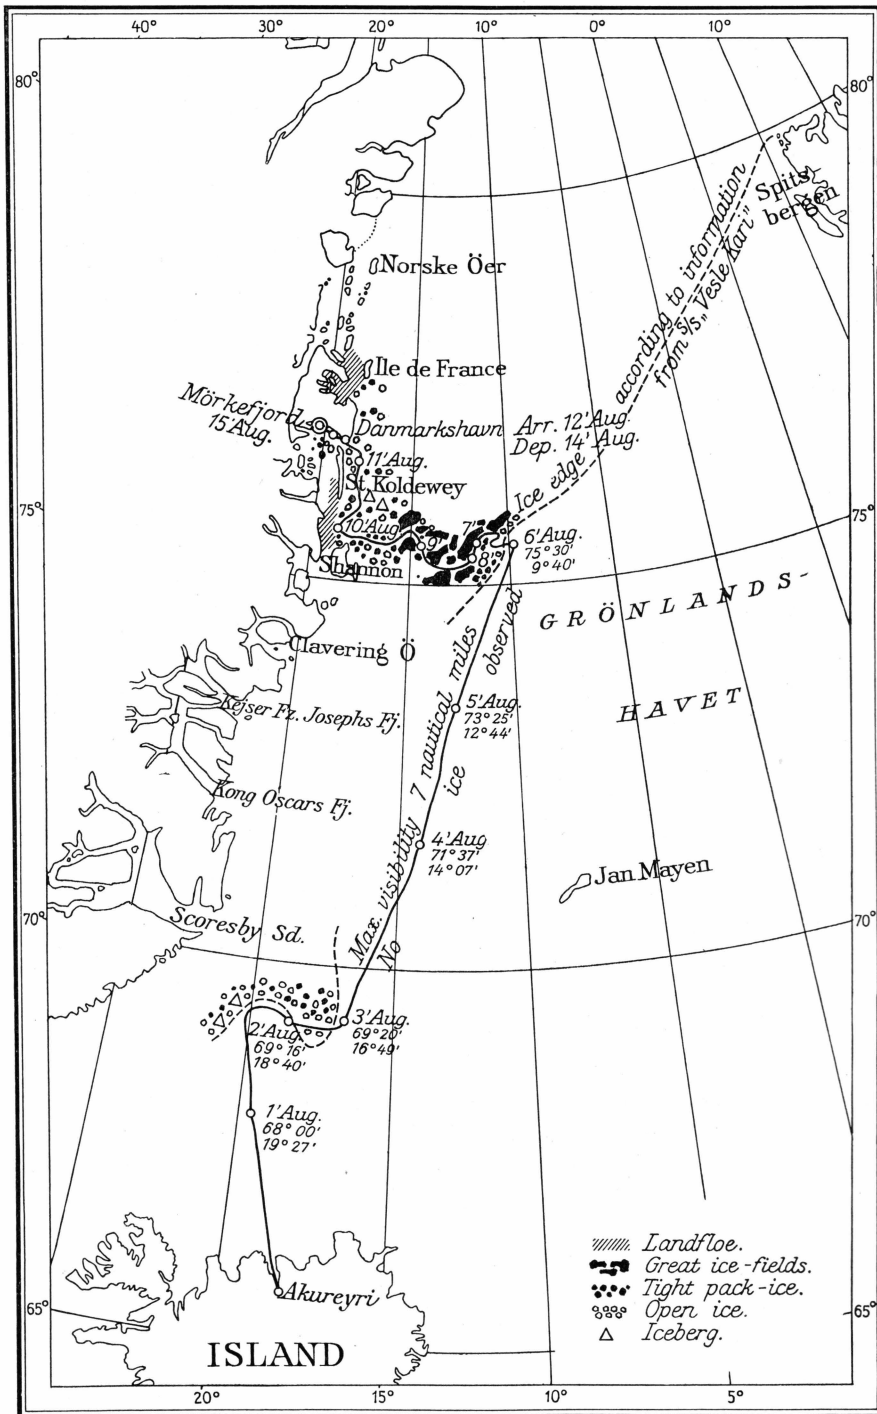 40° 30° 20° 10° 0° 10°
80° 80°
Spits-
bergen
according to information
from s/s „Vesle Kari”
Norske Öer
Ile de France
Mörkefjord
15'Aug.
Danmarkshavn Arr. 12'Aug.
Dep. 14' Aug.
11'Aug.
St. Koldewey
Ice edge
75° 75°
10'Aug.
9'
7'
8'
6'Aug.
75° 30'
9° 40'
Shannon
GRÖNLANDS-
HAVET
Clavering Ö
Max. visibility 7 nautical miles
No ice observed
5'Aug.
73° 25'
12° 44'
Kejser Fz. Josephs Fj.
Kong Oscars Fj.
4'Aug
71° 37'
14° 07'
Jan Mayen
Scoresby Sd.
70° 70°
3'Aug.
69° 20'
16° 49'
2'Aug.
69° 16'
18° 40'
1'Aug.
68° 00'
19° 27'
Landfloe.
Great ice-fields.
Tight pack-ice.
Open ice.
Iceberg.
Akureyri
65° 65°
ISLAND
20° 15° 10° 5°